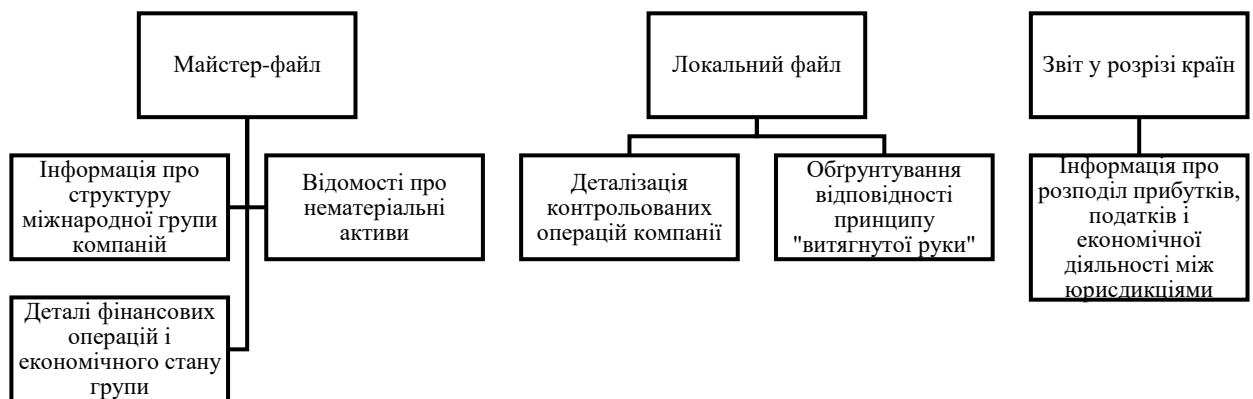 Майстер-файл
Інформація про
структуру
міжнародної групи
компаній
Відомості про
нематеріальні
активи
Деталі фінансових
операцій і
економічного стану
групи
Локальний файл
Деталізація
контрольованих
операцій компанії
Обґрунтування
відповідності
принципу
"витягнутої руки"
Звіт у розрізі країн
Інформація про
розподіл прибутків,
податків і
економічної
діяльності між
юрисдикціями